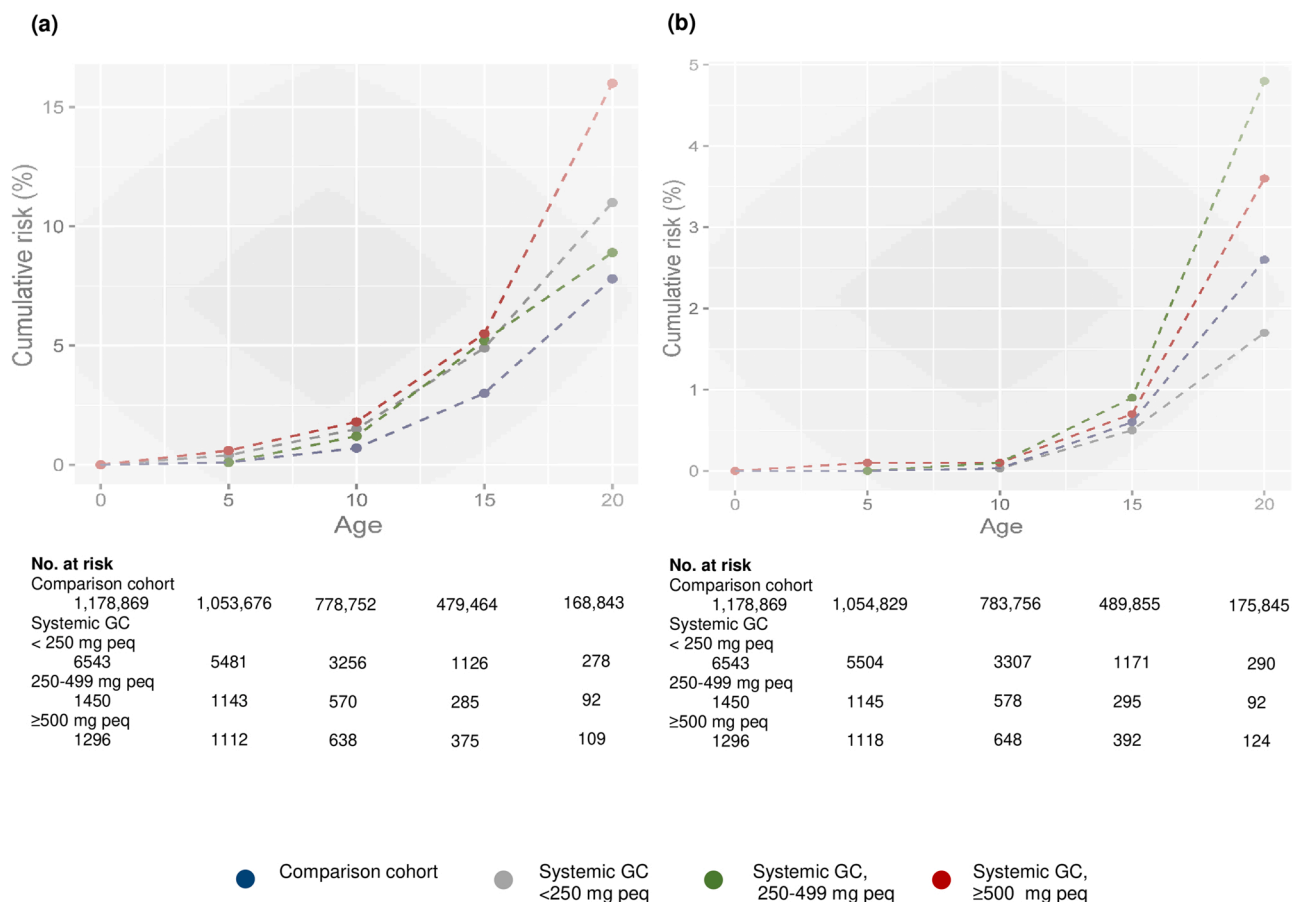 (a)
(b)
Cumulative risk (%)
15
10
5
0
0 5 10 15 20
Age
Cumulative risk (%)
5
4
3
2
1
0
0 5 10 15 20
Age
No. at risk
Comparison cohort
1,178,869 1,053,676 778,752 479,464 168,843
Systemic GC
< 250 mg peq
6543 5481 3256 1126 278
250-499 mg peq
1450 1143 570 285 92
≥500 mg peq
1296 1112 638 375 109
No. at risk
Comparison cohort
1,178,869 1,054,829 783,756 489,855 175,845
Systemic GC
< 250 mg peq
6543 5504 3307 1171 290
250-499 mg peq
1450 1145 578 295 92
≥500 mg peq
1296 1118 648 392 124
Comparison cohort
Systemic GC
<250 mg peq
Systemic GC,
250-499 mg peq
Systemic GC,
≥500 mg peq